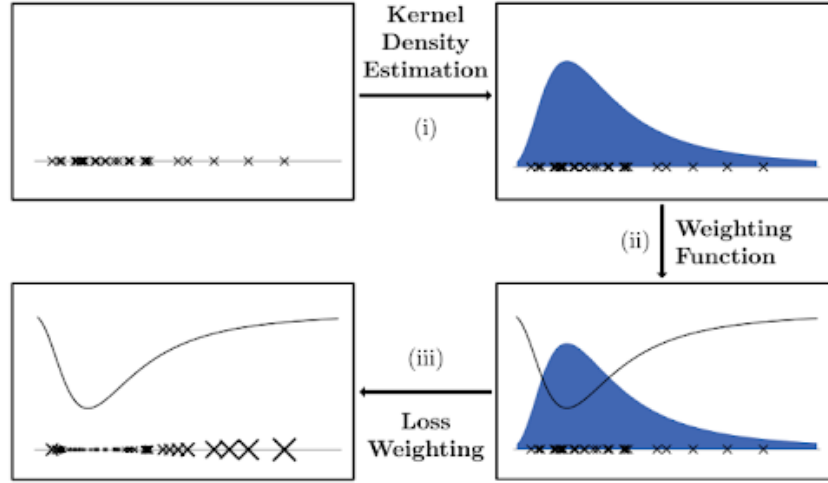 Kernel
Density
Estimation
(i)
(ii)
Weighting
Function
(iii)
Loss
Weighting